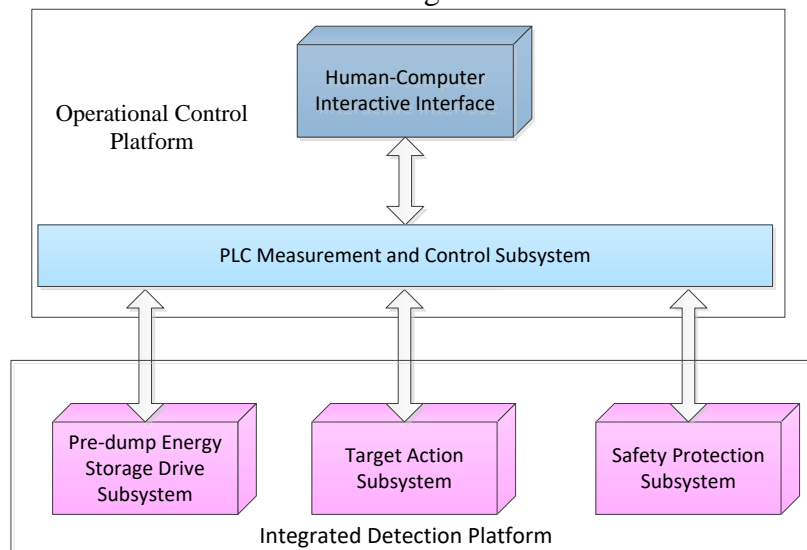 Human-Computer
Interactive Interface
Operational Control
Platform
PLC Measurement and Control Subsystem
Pre-dump Energy
Storage Drive
Subsystem
Target Action
Subsystem
Safety Protection
Subsystem
Integrated Detection Platform